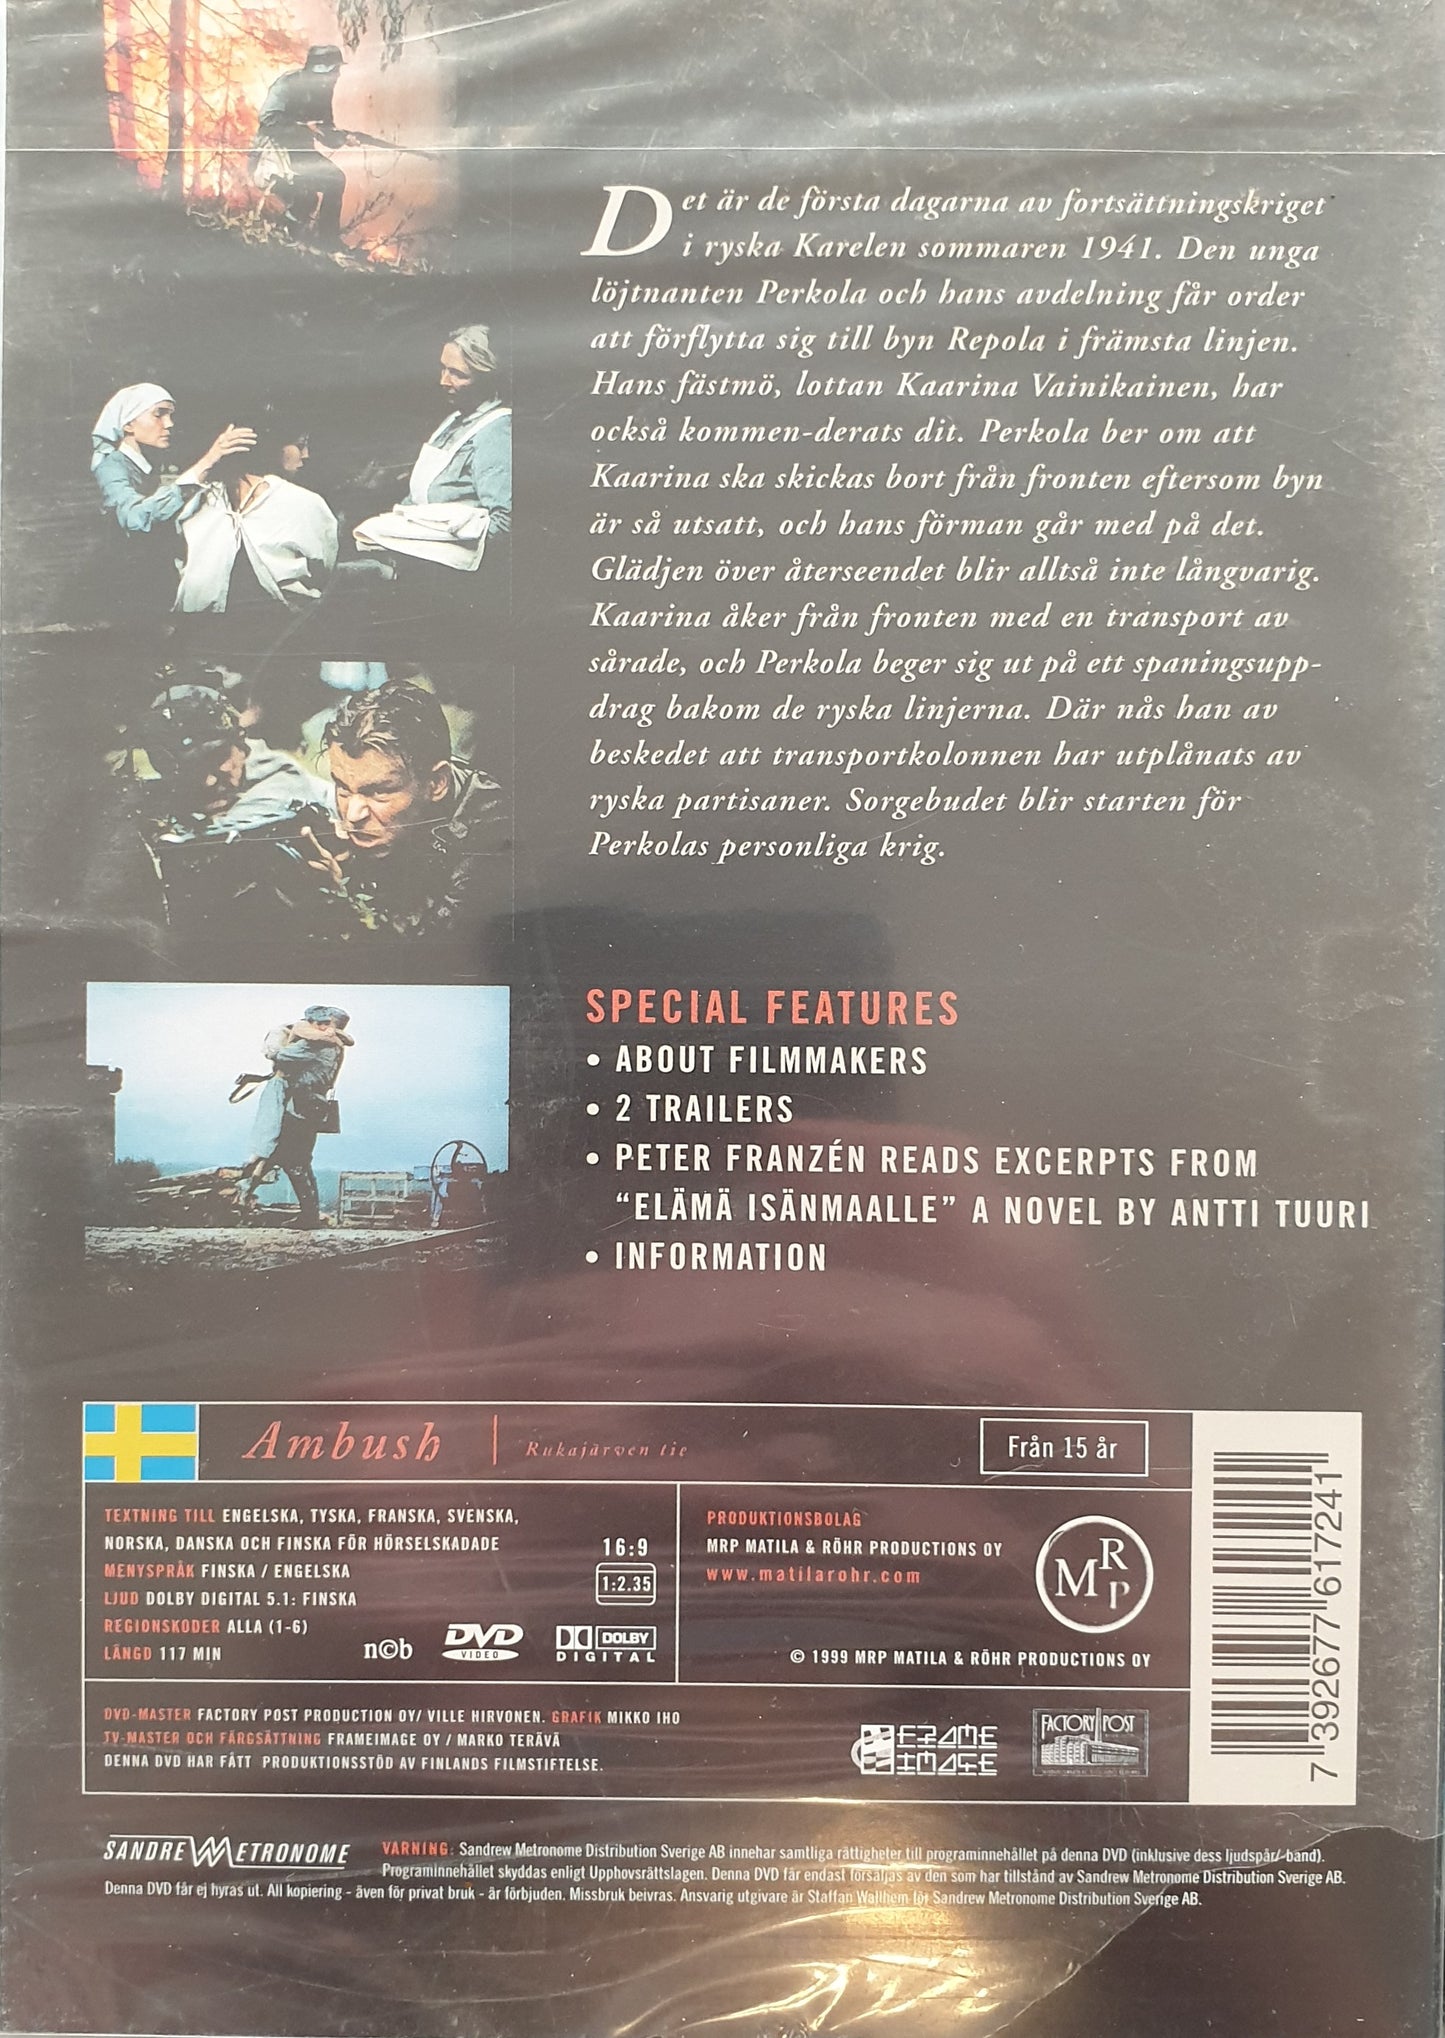 Det är de första dagarna av fortsättningskriget
i ryska Karelen sommaren 1941. Den unga
löjtnanten Perkola och hans avdelning får order
att förflytta sig till byn Repola i främsta linjen.
Hans fästmö, lottan Kaarina Vainikainen, har
också kommen-derats dit. Perkola ber om att
Kaarina ska skickas bort från fronten eftersom byn
är så utsatt, och hans förman går med på det.
Glädjen över återseendet blir alltså inte långvarig.
Kaarina åker från fronten med en transport av
sårade, och Perkola beger sig ut på ett spaningsupp-
drag bakom de ryska linjerna. Där nås han av
beskedet att transportkolonnen har utplånats av
ryska partisaner. Sorgebudet blir starten för
Perkolas personliga krig.
SPECIAL FEATURES
• ABOUT FILMMAKERS
• 2 TRAILERS
• PETER FRANZÉN READS EXCERPTS FROM
“ELÄMÄ ISÄNMAALLE” A NOVEL BY ANTTI TUURI
• INFORMATION
Ambush | Rukajärven tie
Från 15 år
TEXTNING TILL ENGELSKA, TYSKA, FRANSKA, SVENSKA,
NORSKA, DANSKA OCH FINSKA FÖR HÖRSELSKADADE
MENYSPRÅK FINSKA / ENGELSKA
LJUD DOLBY DIGITAL 5.1: FINSKA
REGIONSKODER ALLA (1-6)
LÄNGD 117 MIN
16:9
1:2.35
n©b
DVD VIDEO
DOLBY DIGITAL
PRODUKTIONSBOLAG
MRP MATILA & RÖHR PRODUCTIONS OY
www.matilarohr.com
MRP
© 1999 MRP MATILA & RÖHR PRODUCTIONS OY
DVD-MASTER FACTORY POST PRODUCTION OY/ VILLE HIRVONEN. GRAFIK MIKKO IHO
TV-MASTER OCH FÄRGSÄTTNING FRAMEIMAGE OY / MARKO TERÄVÄ
DENNA DVD HAR FÅTT PRODUKTIONSSTÖD AV FINLANDS FILMSTIFTELSE.
FRAME IMAGE
FACTORY POST
7 392677 617241
SANDREW METRONOME
VARNING: Sandrew Metronome Distribution Sverige AB innehar samtliga rättigheter till programinnehållet på denna DVD (inklusive dess ljudspår/-band).
Programinnehållet skyddas enligt Upphovsrättslagen. Denna DVD får endast försäljas av den som har tillstånd av Sandrew Metronome Distribution Sverige AB.
Denna DVD får ej hyras ut. All kopiering - även för privat bruk - är förbjuden. Missbruk beivras. Ansvarig utgivare är Staffan Wallhem för Sandrew Metronome Distribution Sverige AB.